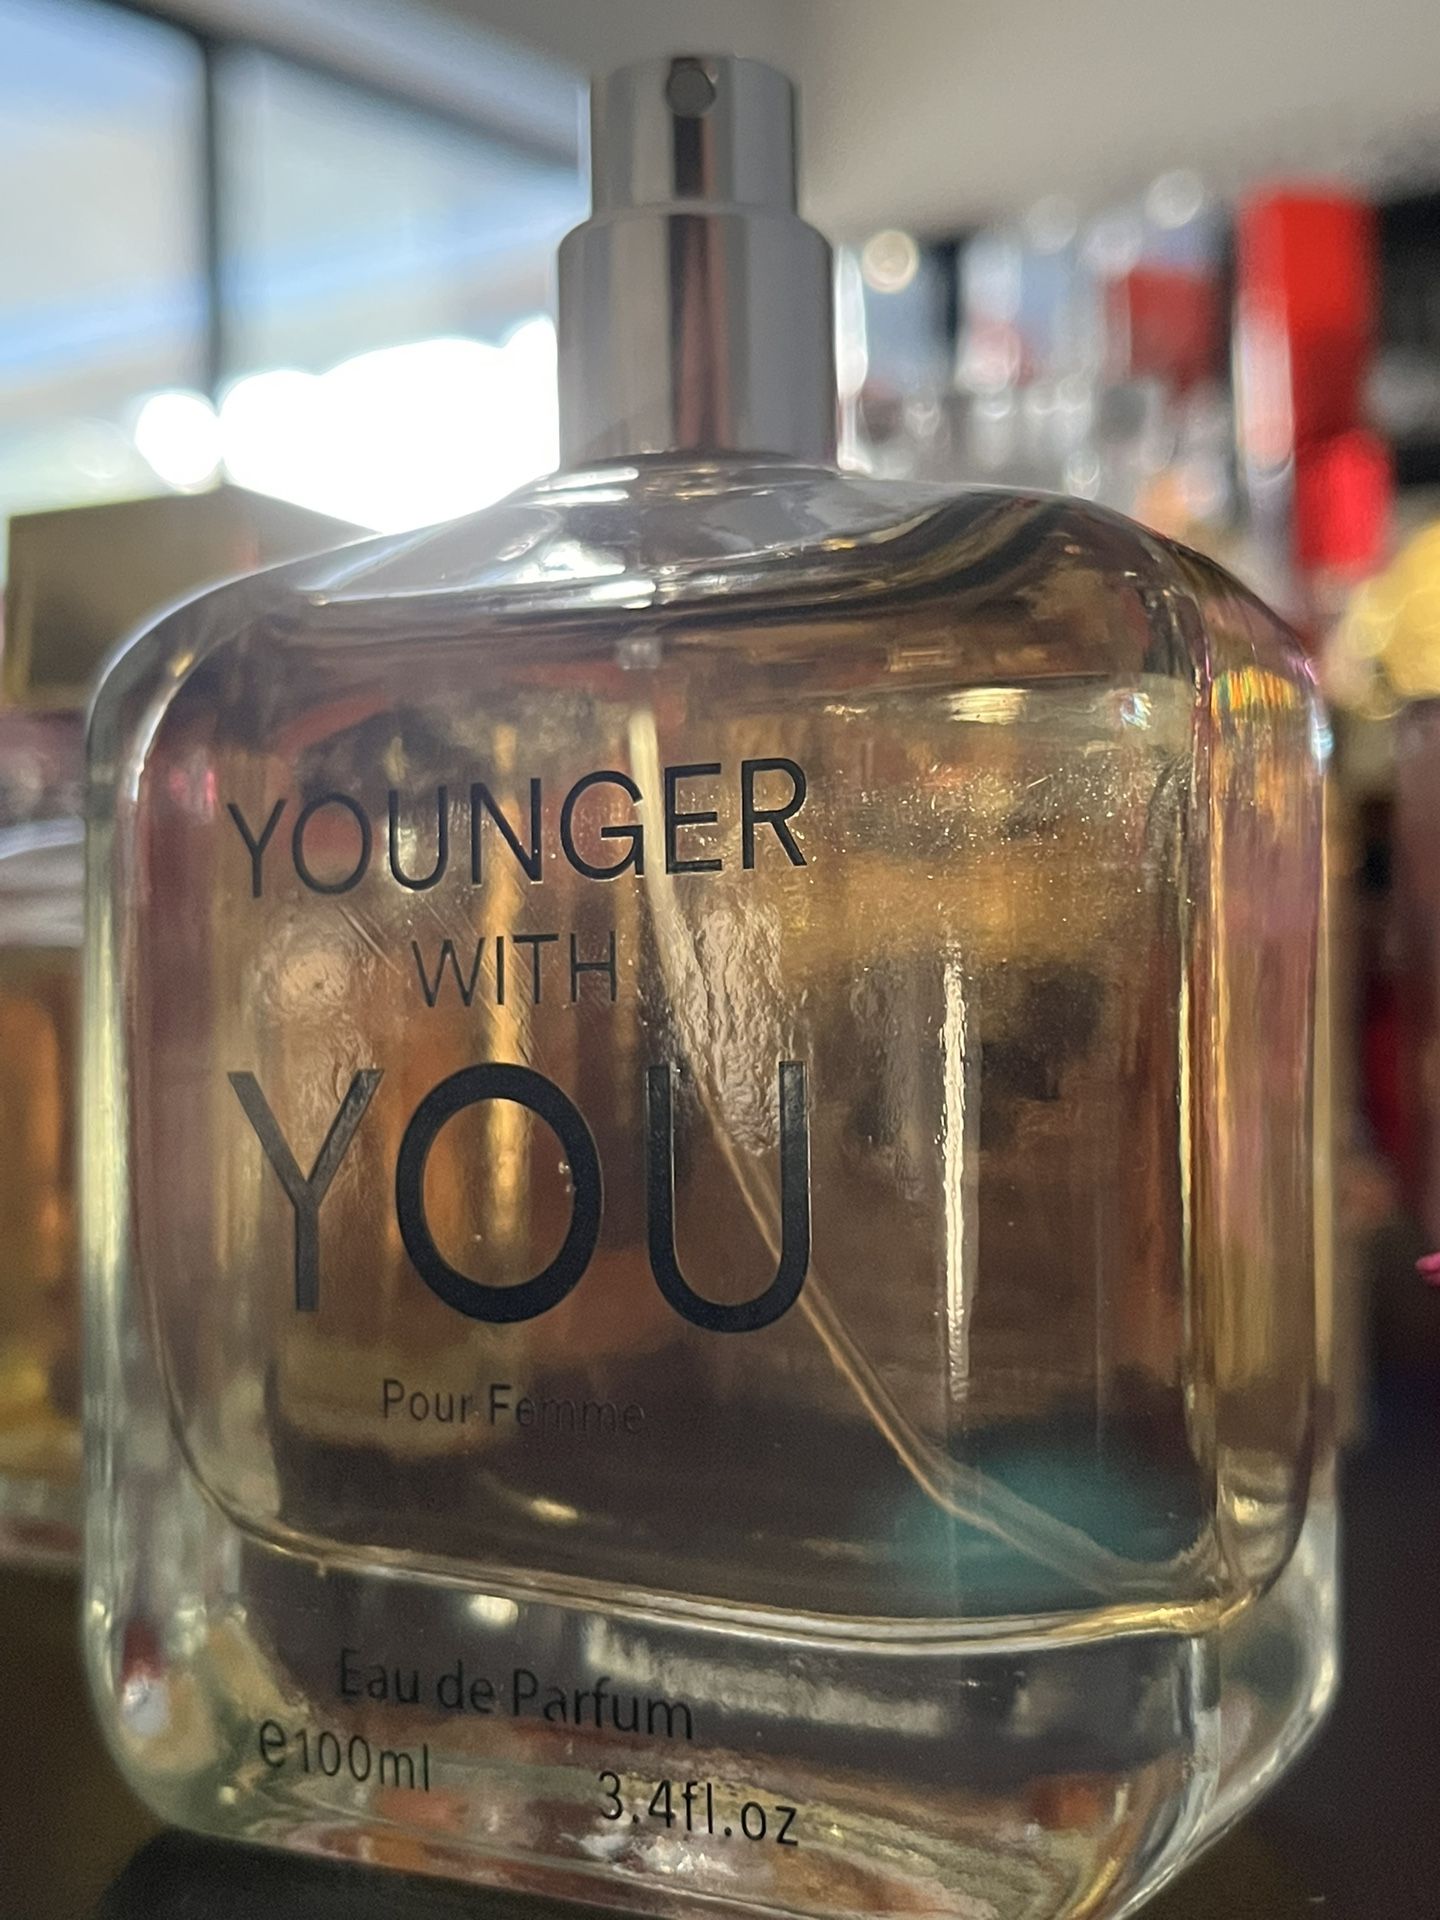 YOUNGER
WITH
YOU
Pour Femme
Eau de Parfum
e100ml 3.4fl.oz